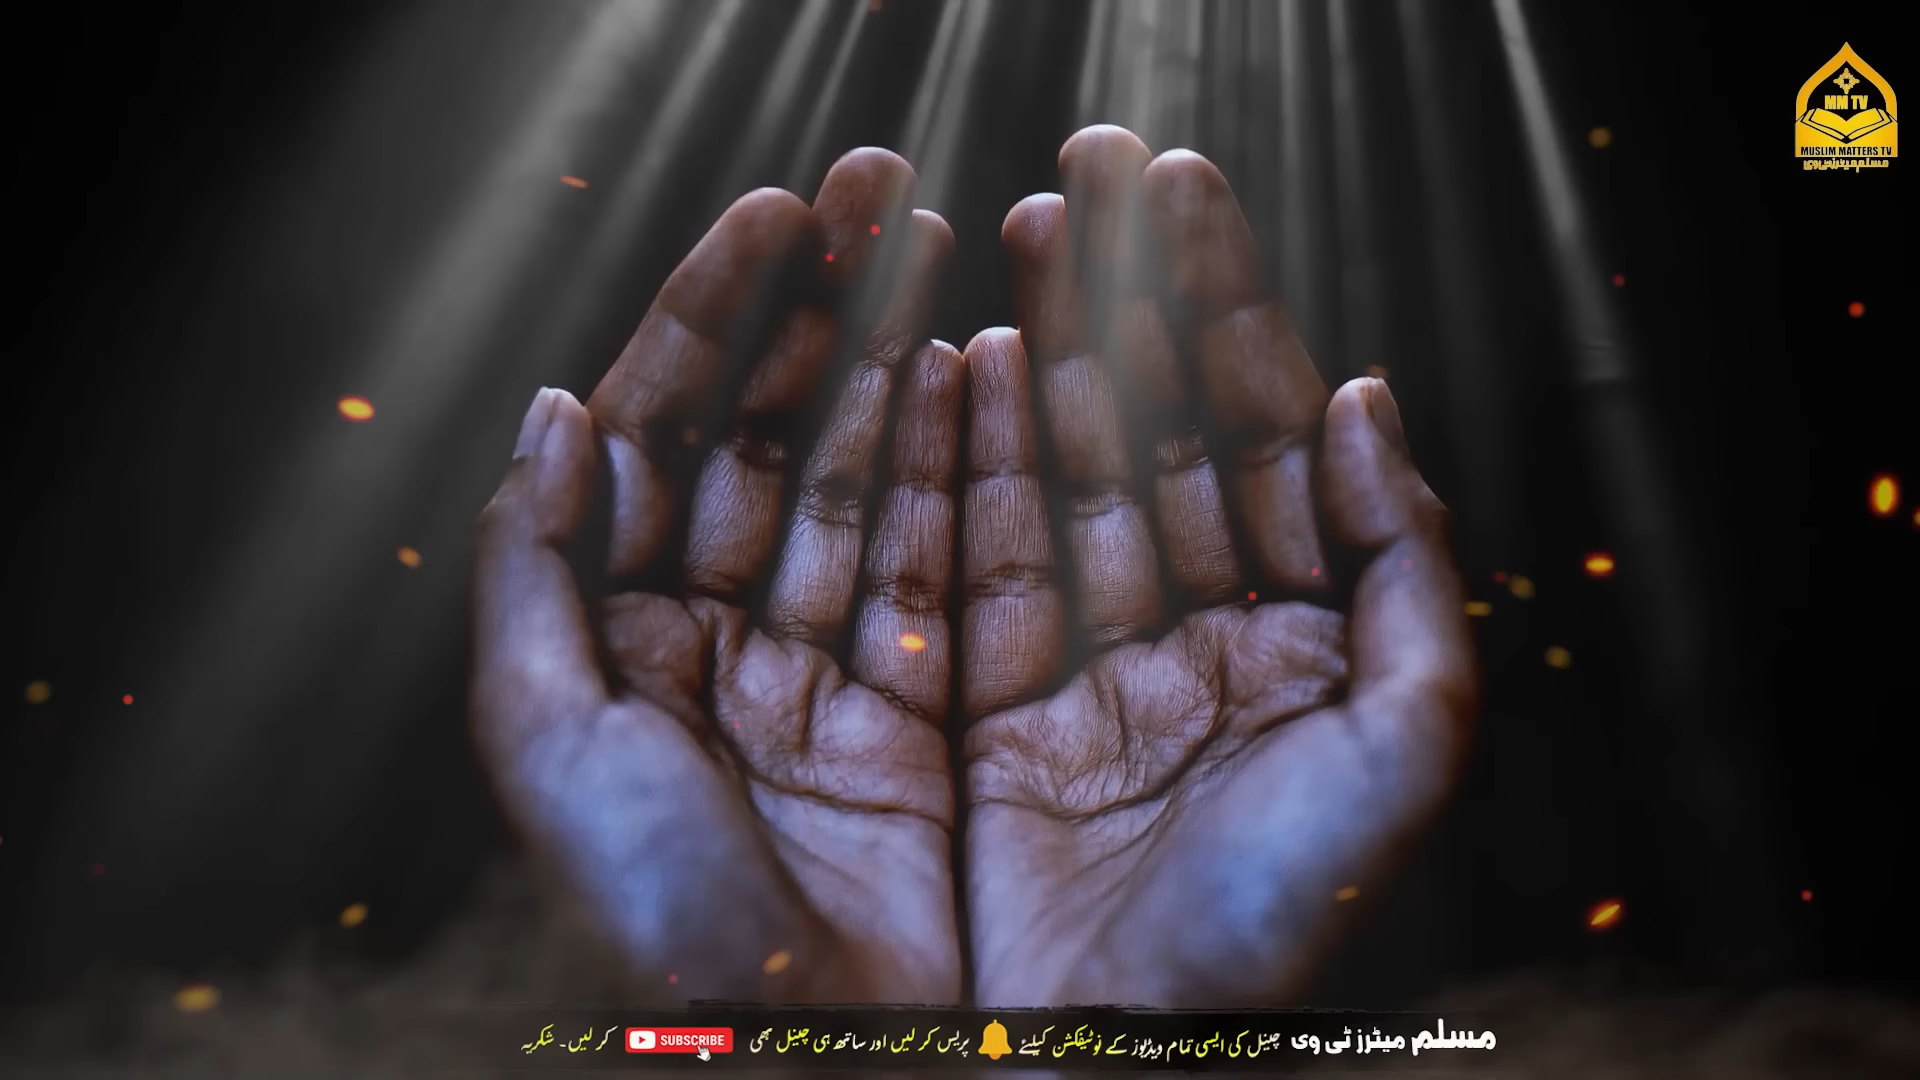 MM TV
MUSLIM MATTERS TV
مسلم میٹرز ٹی وی
مسلم میٹرز ٹی وی چینل کی ایسی تمام ویڈیوز کے نوٹیفکشن کیلئے پریس کر لیں اور ساتھ ہی چینل بھی SUBSCRIBE کر لیں۔ شکریہ